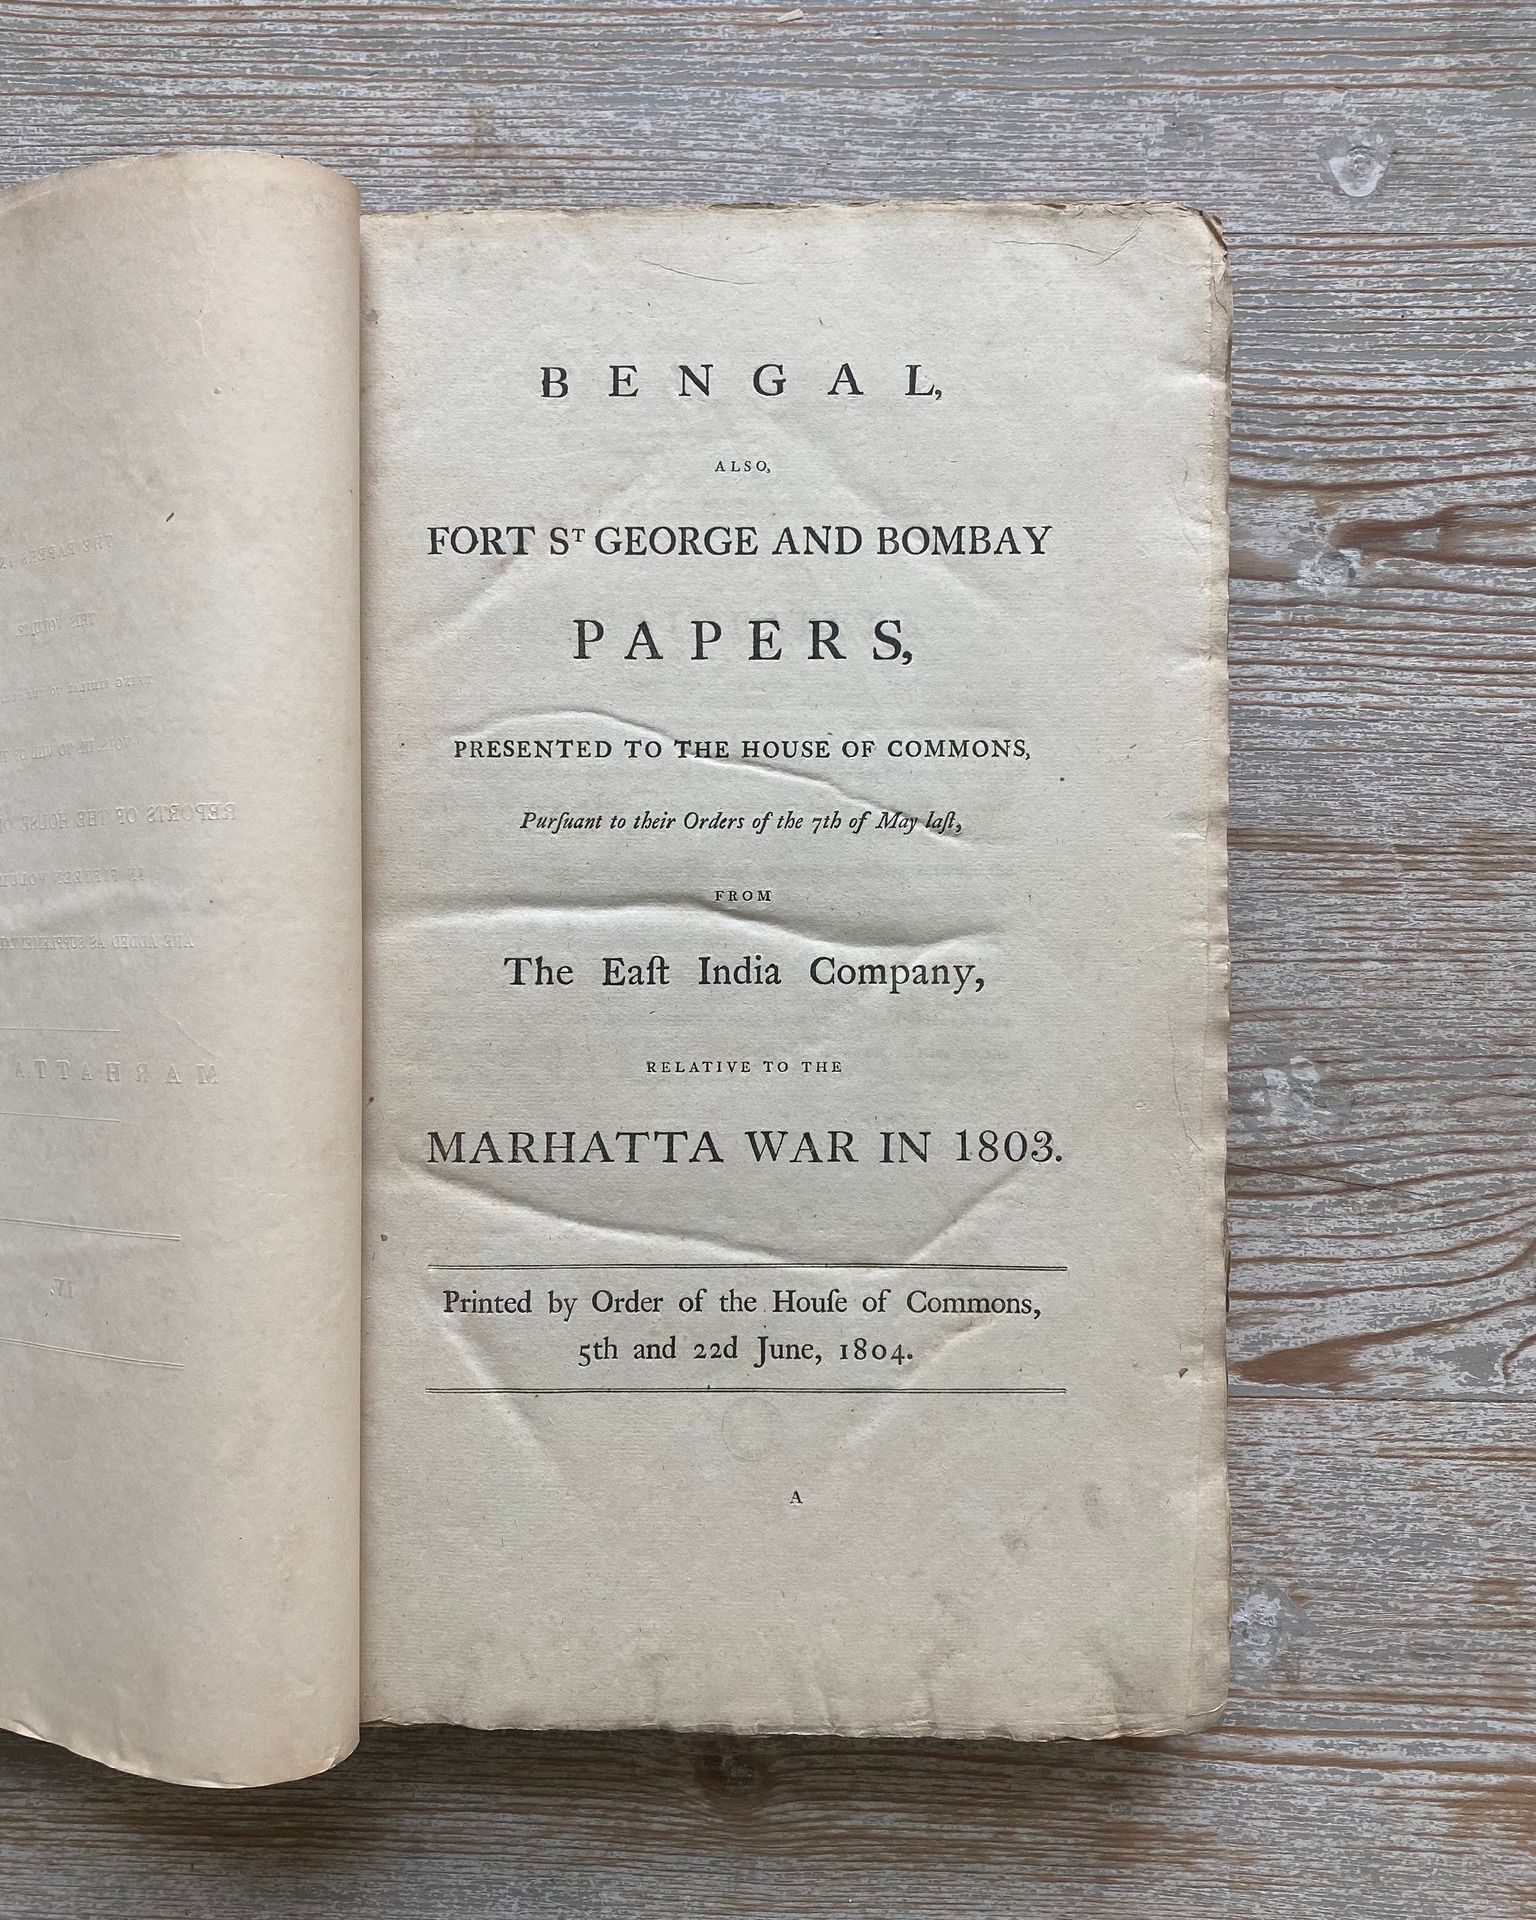 BENGAL,
ALSO,
FORT Sᵀ GEORGE AND BOMBAY
PAPERS,
PRESENTED TO THE HOUSE OF COMMONS,
Purſuant to their Orders of the 7th of May laſt,
FROM
The Eaſt India Company,
RELATIVE TO THE
MARHATTA WAR IN 1803.
Printed by Order of the Houſe of Commons,
5th and 22d June, 1804.
A